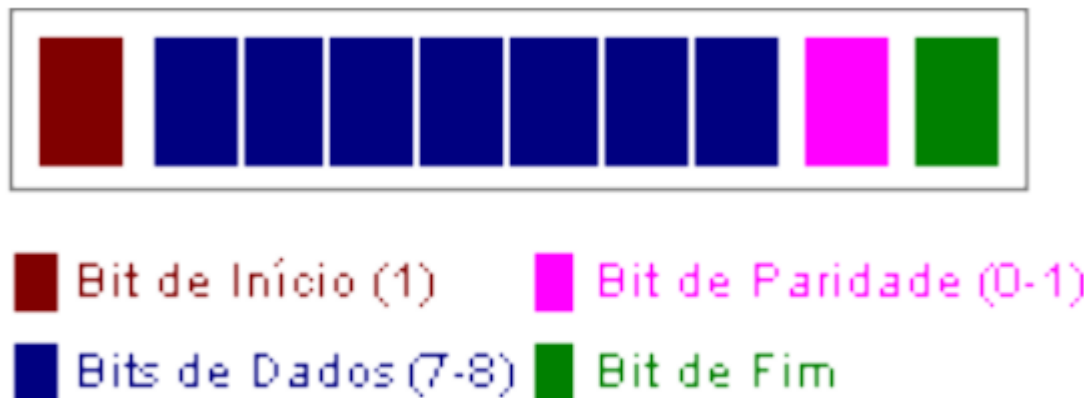 Bit de Início (1) Bit de Paridade (0-1)
Bits de Dados (7-8) Bit de Fim